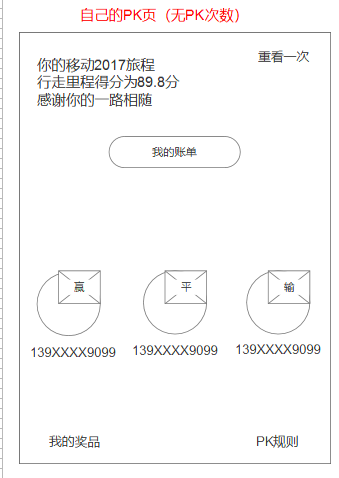 自己的PK页（无PK次数）
重看一次
你的移动2017旅程
行走里程得分为89.8分
感谢你的一路相随
我的账单
赢
平
输
139XXXX9099
139XXXX9099
139XXXX9099
我的奖品
PK规则